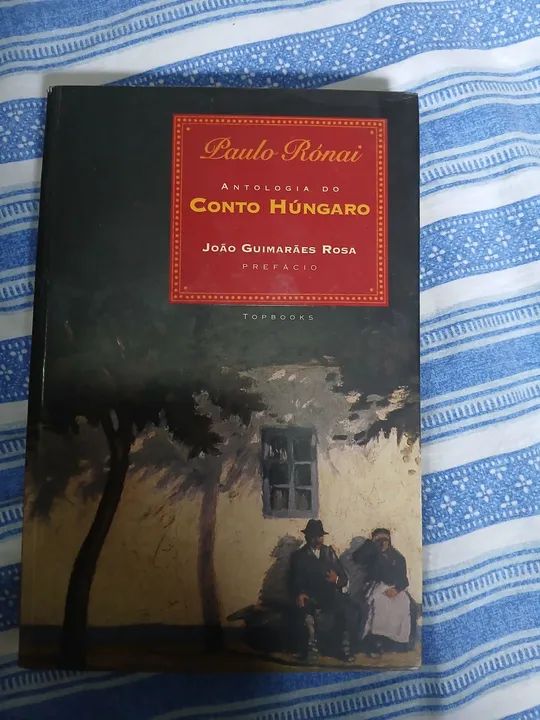 Paulo Rónai
ANTOLOGIA DO
CONTO HÚNGARO
JOÃO GUIMARÃES ROSA
PREFÁCIO
TOPBOOKS